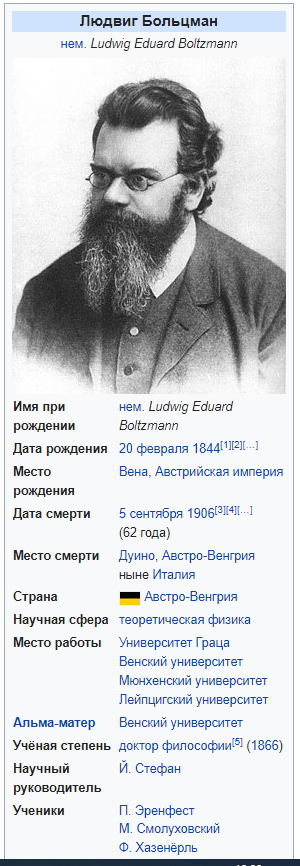 Людвиг Больцман
нем. Ludwig Eduard Boltzmann
Имя при нем. Ludwig Eduard
рождении Boltzmann
Дата рождения 20 февраля 1844[1][2][…]
Место Вена, Австрийская империя
рождения
Дата смерти 5 сентября 1906[3][4][…]
(62 года)
Место смерти Дуино, Австро-Венгрия
ныне Италия
Страна Австро-Венгрия
Научная сфера теоретическая физика
Место работы Университет Граца
Венский университет
Мюнхенский университет
Лейпцигский университет
Альма-матер Венский университет
Учёная степень доктор философии[5] (1866)
Научный Й. Стефан
руководитель
Ученики П. Эренфест
М. Смолуховский
Ф. Хазенёрль